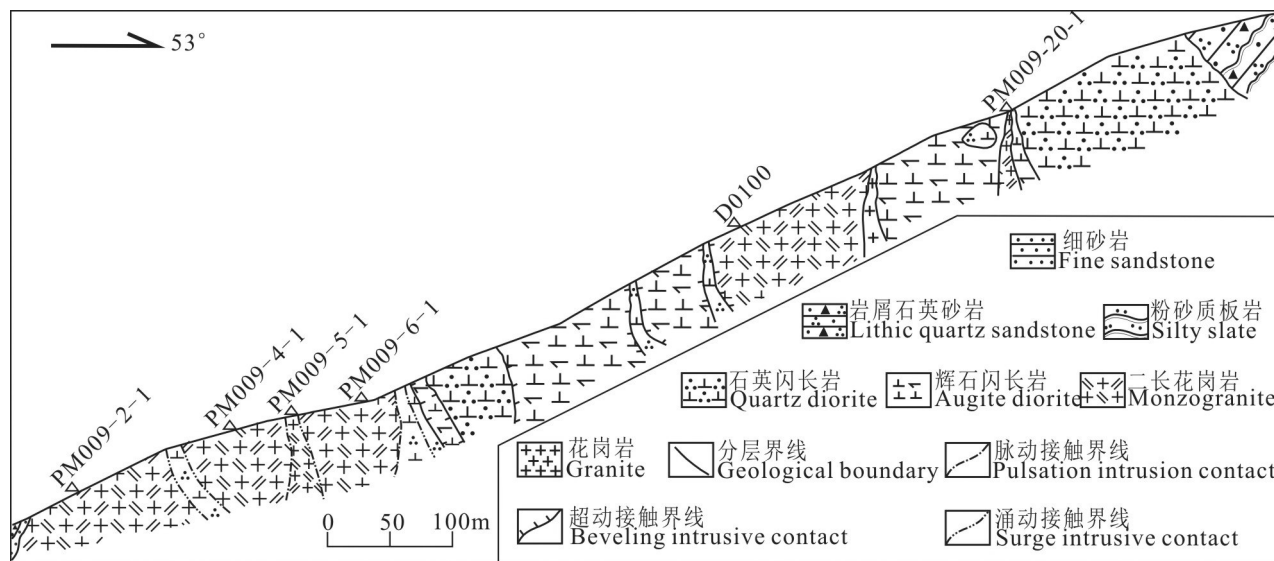 53°
PM009-20-1
D0100
PM009-6-1
PM009-5-1
PM009-4-1
PM009-2-1
细砂岩
Fine sandstone
岩屑石英砂岩
Lithic quartz sandstone
粉砂质板岩
Silty slate
石英闪长岩
Quartz diorite
辉石闪长岩
Augite diorite
二长花岗岩
Monzogranite
花岗岩
Granite
分层界线
Geological boundary
脉动接触界线
Pulsation intrusion contact
超动接触界线
Beveling intrusive contact
涌动接触界线
Surge intrusive contact
0 50 100m